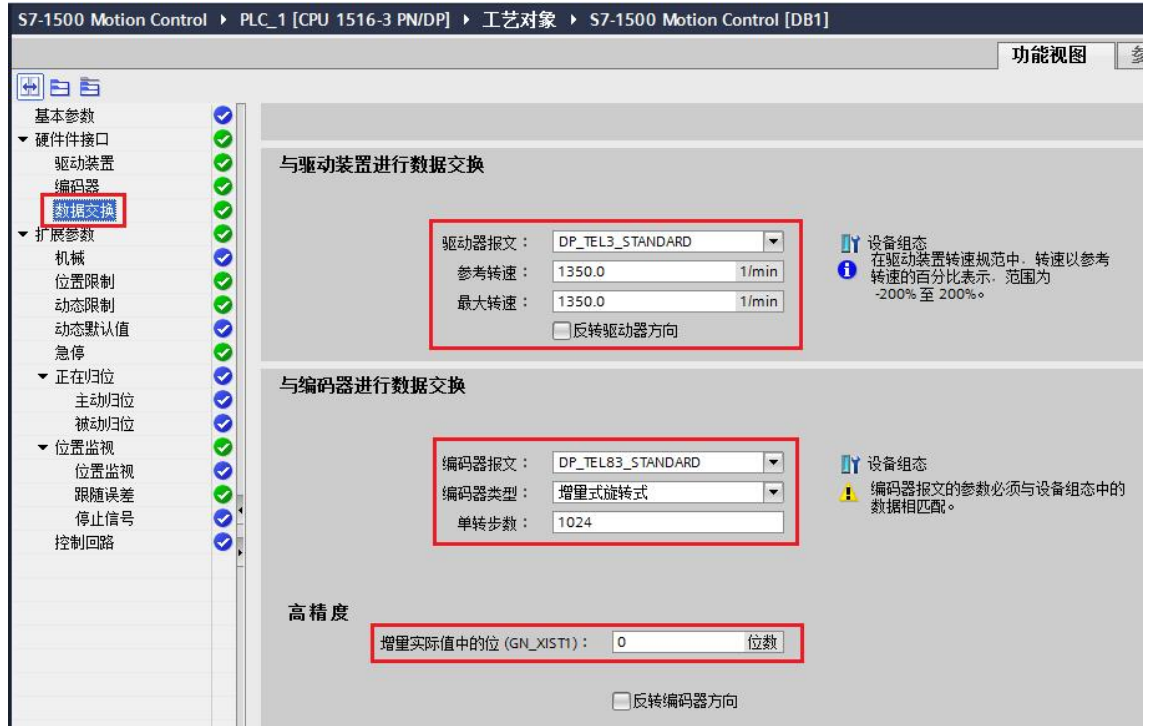 S7-1500 Motion Control ▸ PLC_1 [CPU 1516-3 PN/DP] ▸ 工艺对象 ▸ S7-1500 Motion Control [DB1]
功能视图
基本参数
硬件件接口
驱动装置
编码器
数据交换
扩展参数
机械
位置限制
动态限制
动态默认值
急停
正在归位
主动归位
被动归位
位置监视
位置监视
跟随误差
停止信号
控制回路
与驱动装置进行数据交换
驱动器报文： DP_TEL3_STANDARD
参考转速： 1350.0 1/min
最大转速： 1350.0 1/min
反转驱动器方向
设备组态
在驱动装置转速规范中，转速以参考
转速的百分比表示，范围为
-200% 至 200%。
与编码器进行数据交换
编码器报文： DP_TEL83_STANDARD
编码器类型： 增量式旋转式
单转步数： 1024
设备组态
编码器报文的参数必须与设备组态中的
数据相匹配。
高精度
增量实际值中的位 (GN_XIST1)： 0 位数
反转编码器方向